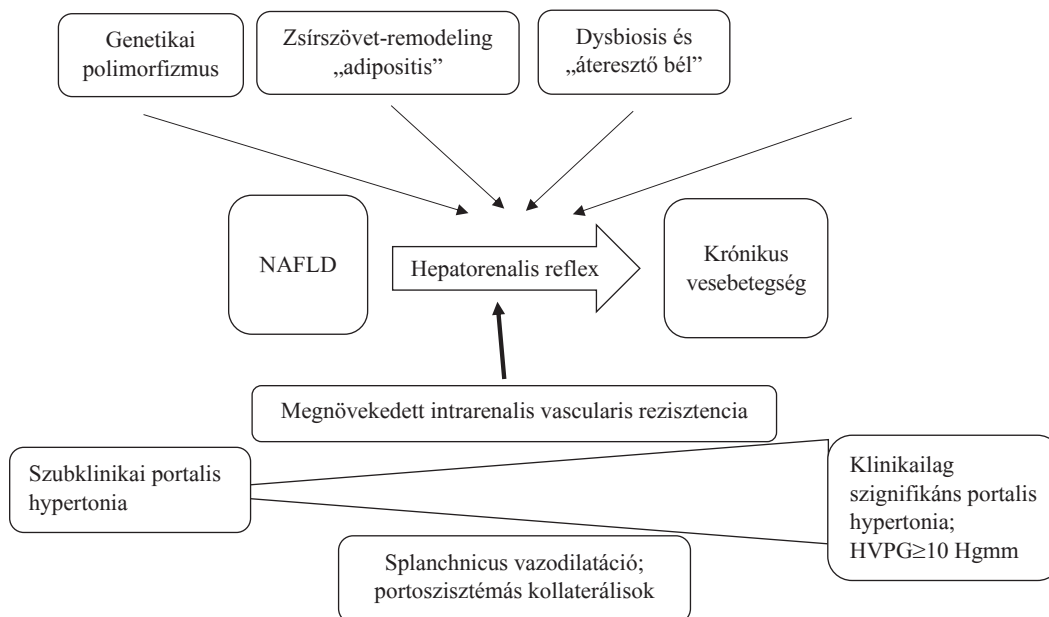 Genetikai
polimorfizmus
Zsírszövet-remodeling
„adipositis”
Dysbiosis és
„áteresztő bél”
NAFLD
Hepatorenalis reflex
Krónikus
vesebetegség
Megnövekedett intrarenalis vascularis rezisztencia
Szubklinikai portalis
hypertonia
Klinikailag
szignifikáns portalis
hypertonia;
HVPG≥10 Hgmm
Splanchnicus vazodilatáció;
portoszisztémás kollaterálisok